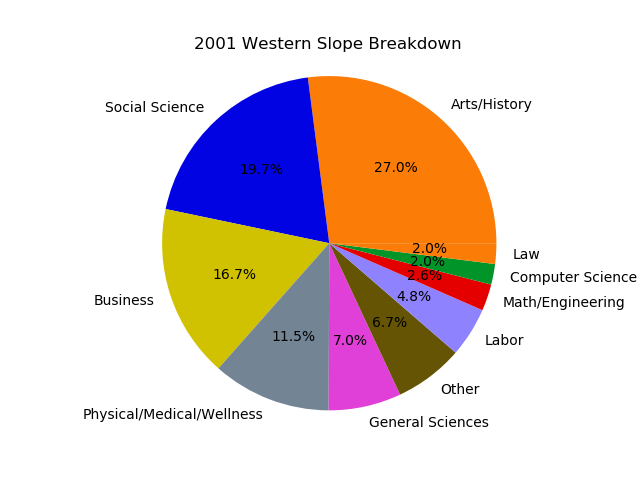 2001 Western Slope Breakdown
Arts/History
27.0%
Social Science
19.7%
Business
16.7%
Physical/Medical/Wellness
11.5%
General Sciences
7.0%
Other
6.7%
Labor
4.8%
Math/Engineering
2.6%
Computer Science
2.0%
Law
2.0%